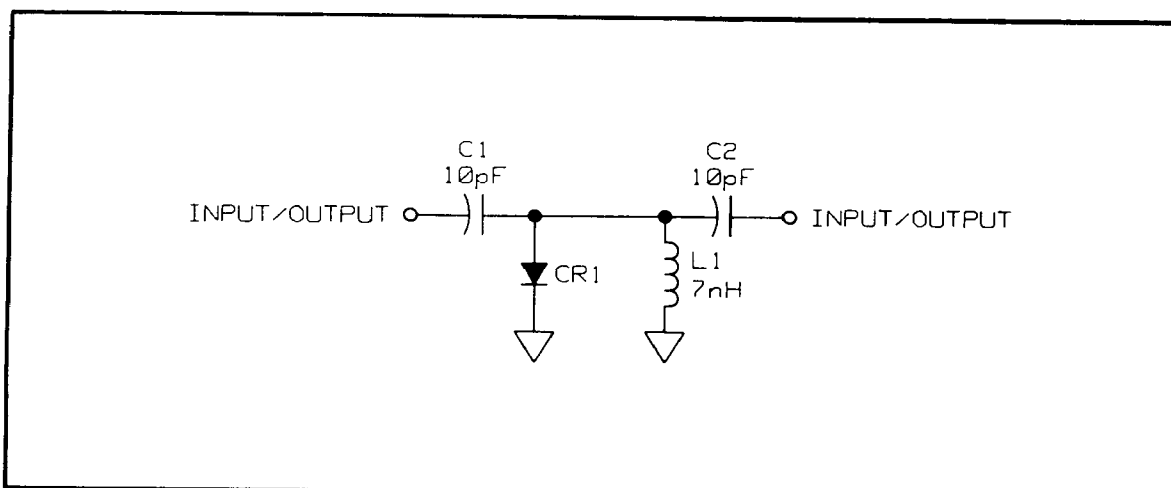 C1
10pF
C2
10pF
INPUT/OUTPUT
INPUT/OUTPUT
CR1
L1
7nH